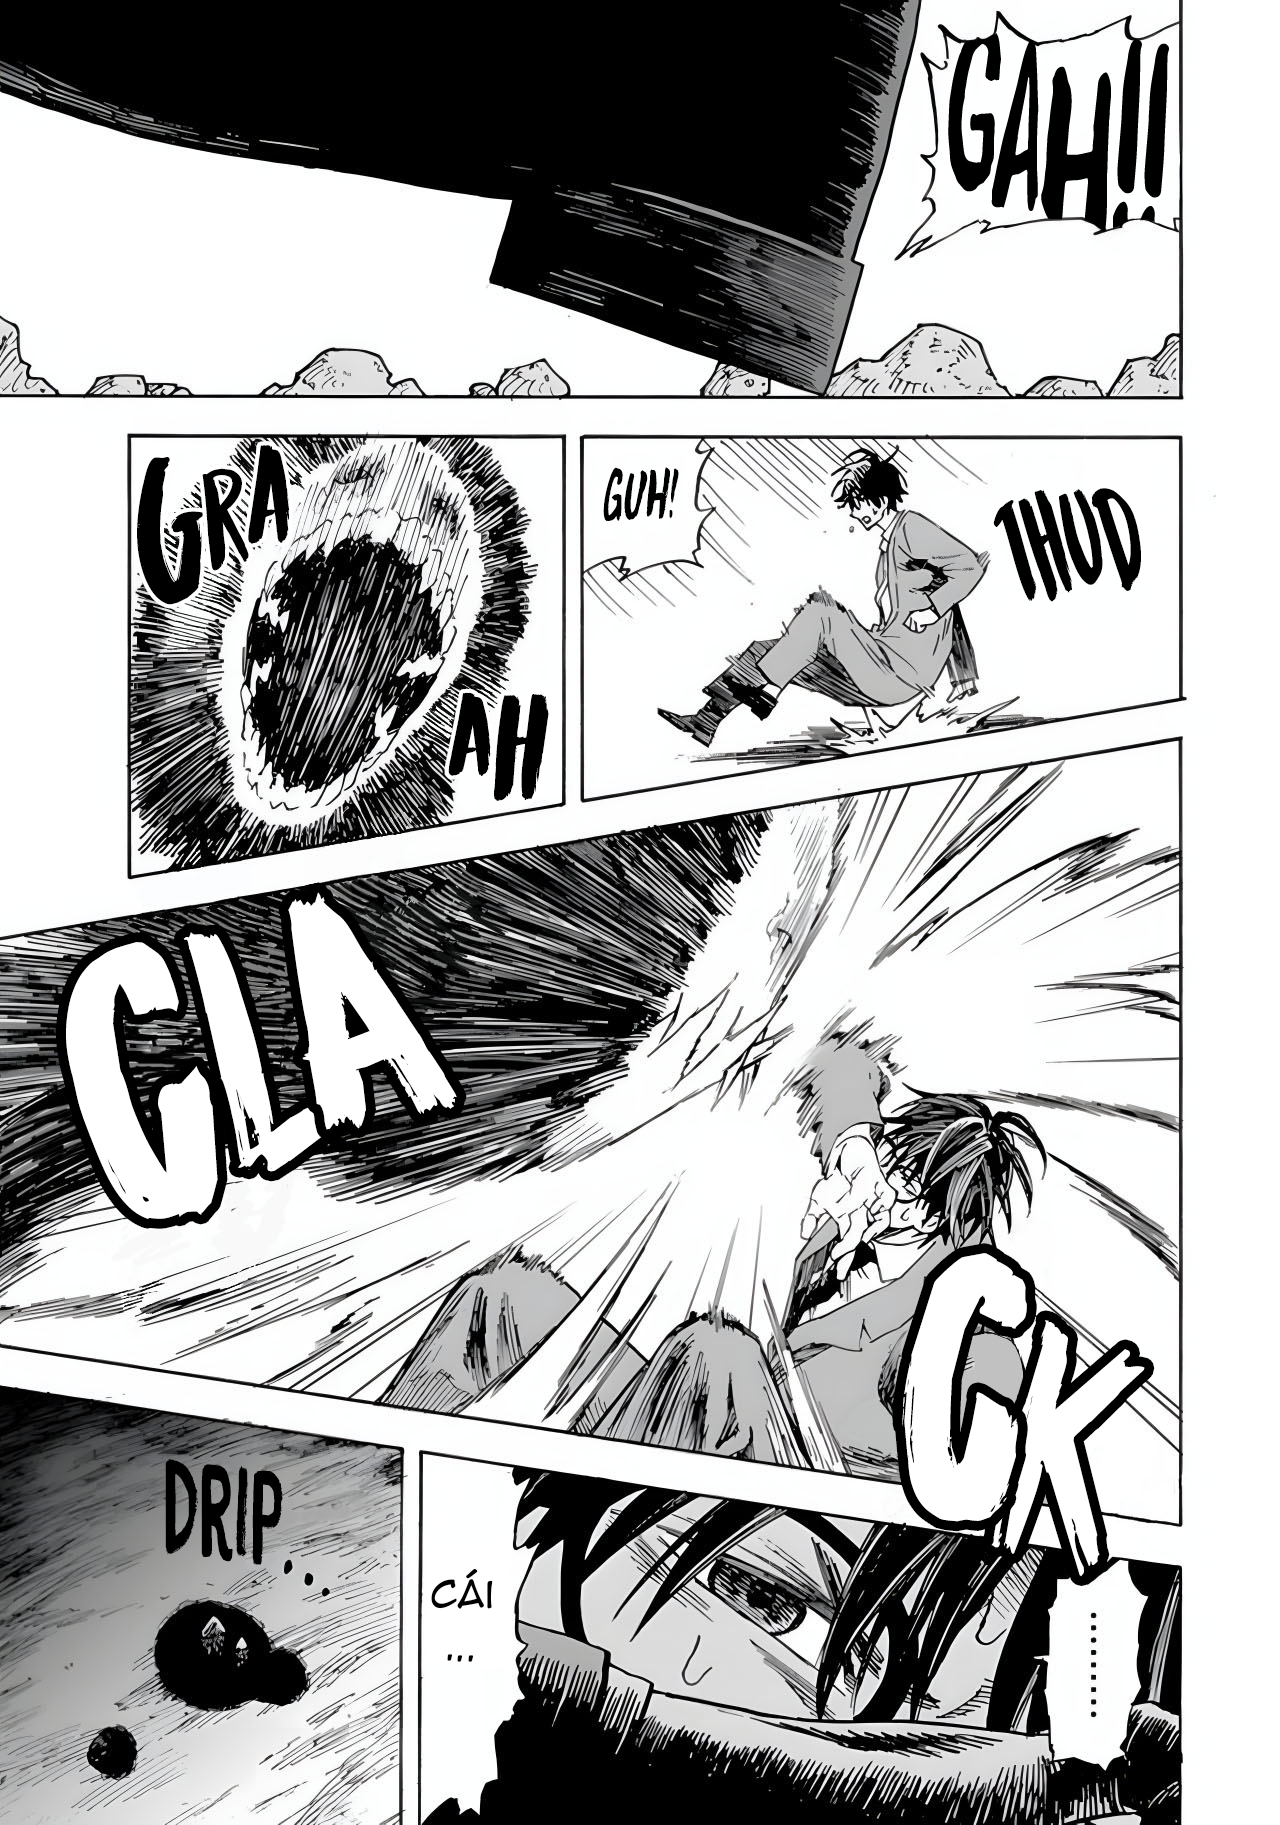 GAH!!
GUH!
THUD
GRA
AH
CLA
CK
.........
CÁI
...
DRIP
...